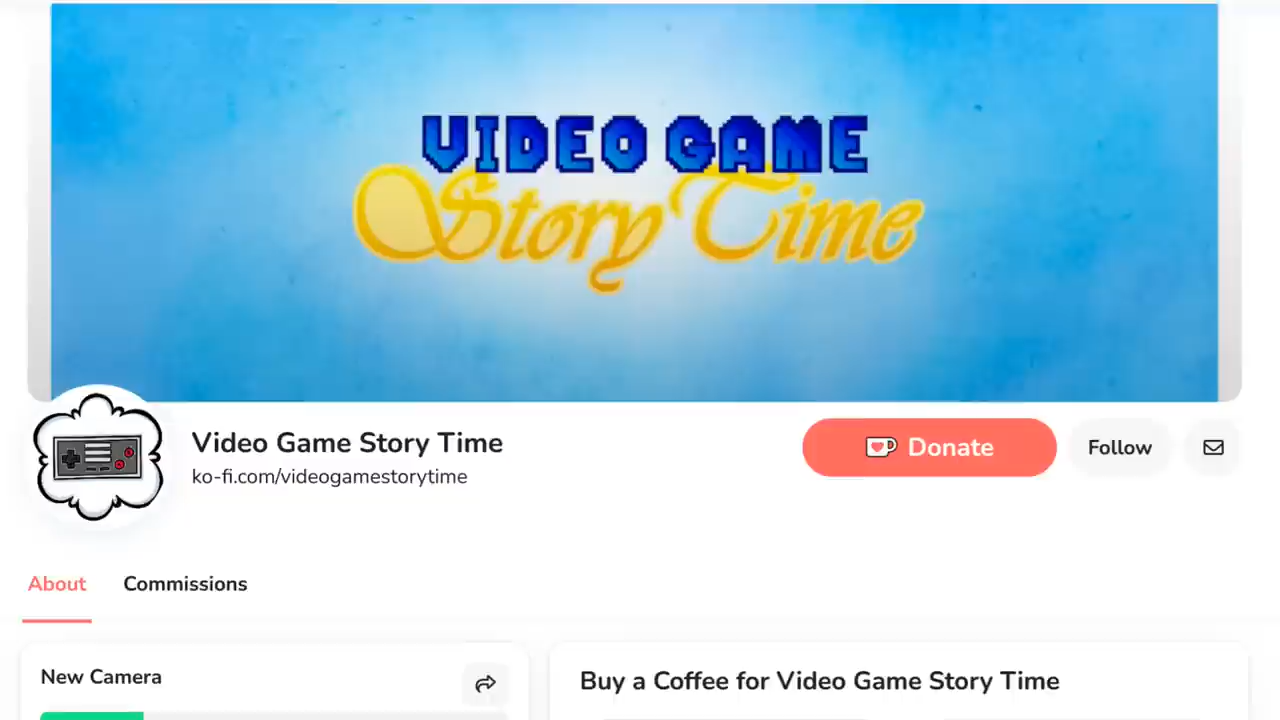 VIDEO GAME
Story Time
Video Game Story Time
ko-fi.com/videogamestorytime
Donate
Follow
About
Commissions
New Camera
Buy a Coffee for Video Game Story Time